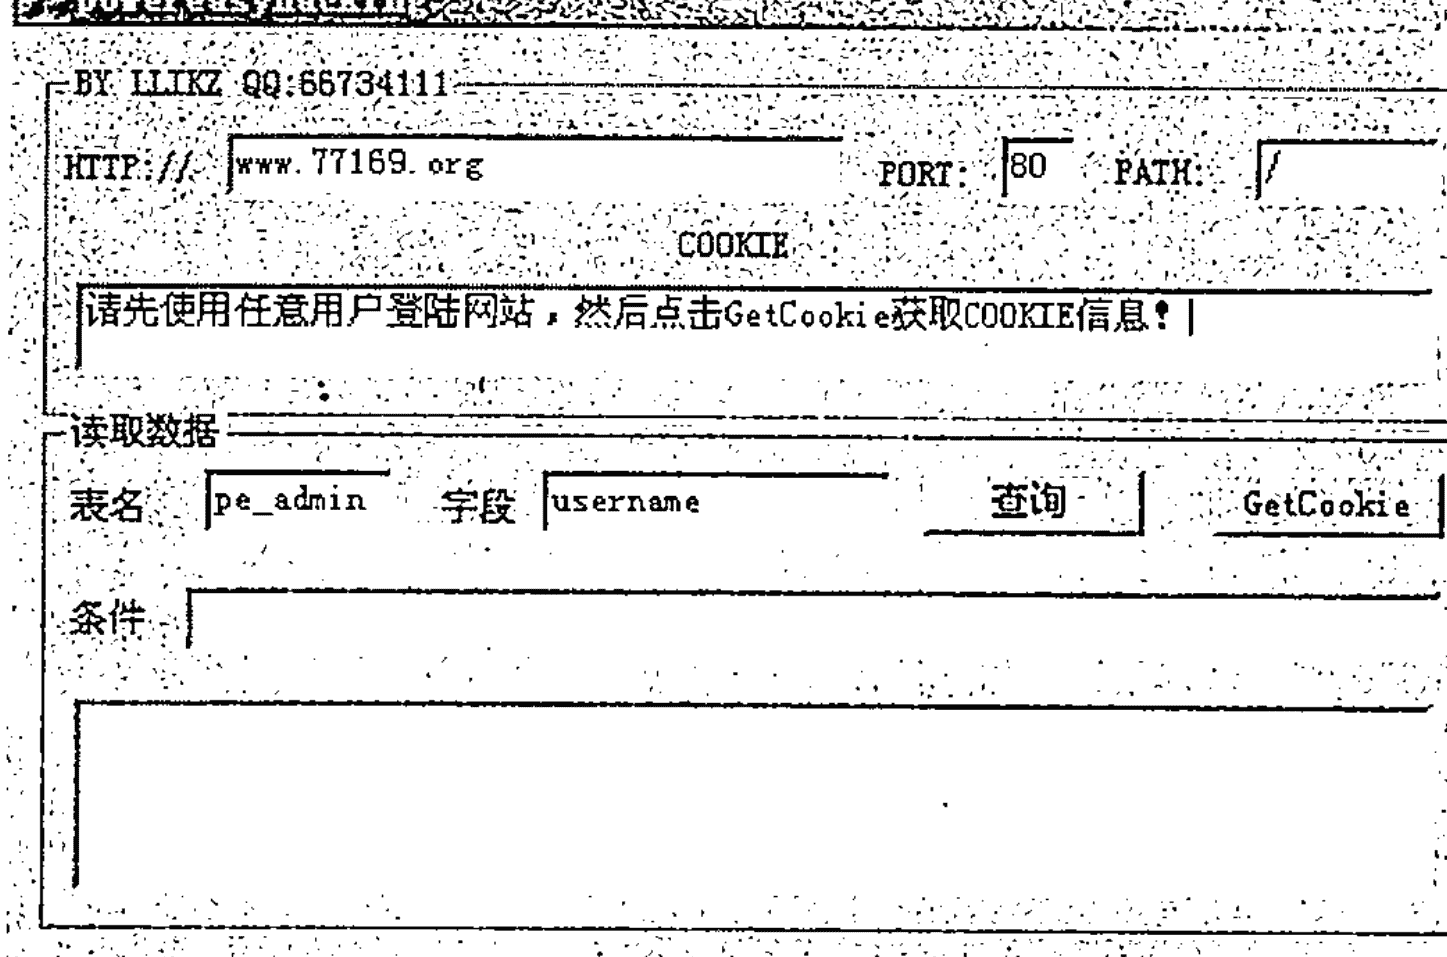 BY LLIKZ QQ:66734111
HTTP:// www.77169.org PORT: 80 PATH: /
COOKIE
请先使用任意用户登陆网站，然后点击GetCookie获取COOKIE信息！
读取数据
表名 pe_admin 字段 username 查询 GetCookie
条件